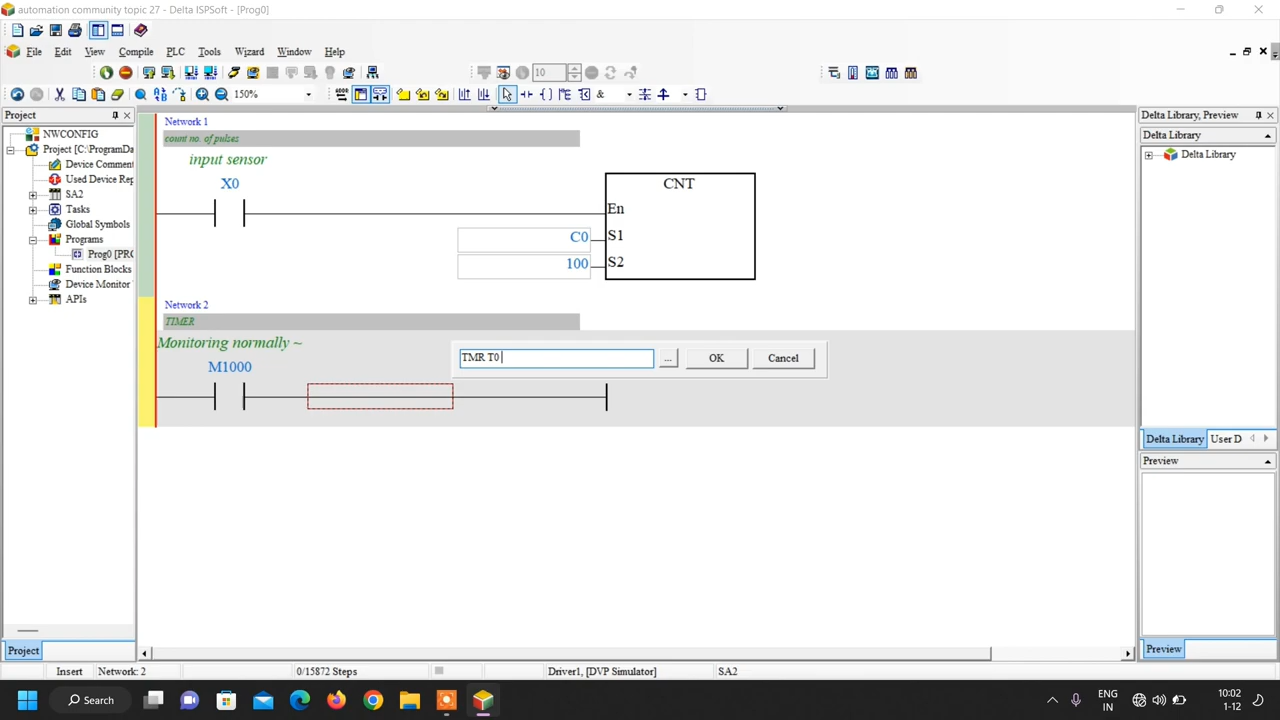 automation community topic 27 - Delta ISPSoft - [Prog0]
File Edit View Compile PLC Tools Wizard Window Help
10
150%
&
Project
NWCONFIG
Project [C:\ProgramDa
Device Comment
Used Device Rep
SA2
Tasks
Global Symbols
Programs
Prog0 [PRC
Function Blocks
Device Monitor
APIs
Project
Network 1
count no. of pulses
input sensor
X0
CNT
En
C0 S1
100 S2
Network 2
TIMER
Monitoring normally ~
M1000
TMR T0
...
OK
Cancel
Delta Library, Preview
Delta Library
Delta Library
Delta Library User D
Preview
Preview
Insert Network: 2 0/15872 Steps Driver1, [DVP Simulator] SA2
Search
ENG
IN
10:02
1-12